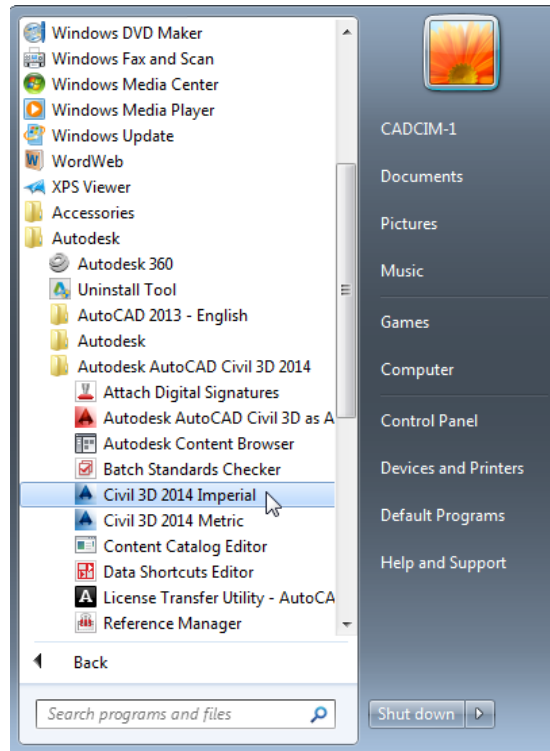 Windows DVD Maker
Windows Fax and Scan
Windows Media Center
Windows Media Player
Windows Update
WordWeb
XPS Viewer
Accessories
Autodesk
Autodesk 360
Uninstall Tool
AutoCAD 2013 - English
Autodesk
Autodesk AutoCAD Civil 3D 2014
Attach Digital Signatures
Autodesk AutoCAD Civil 3D as A
Autodesk Content Browser
Batch Standards Checker
Civil 3D 2014 Imperial
Civil 3D 2014 Metric
Content Catalog Editor
Data Shortcuts Editor
License Transfer Utility - AutoCA
Reference Manager
Back
Search programs and files
CADCIM-1
Documents
Pictures
Music
Games
Computer
Control Panel
Devices and Printers
Default Programs
Help and Support
Shut down